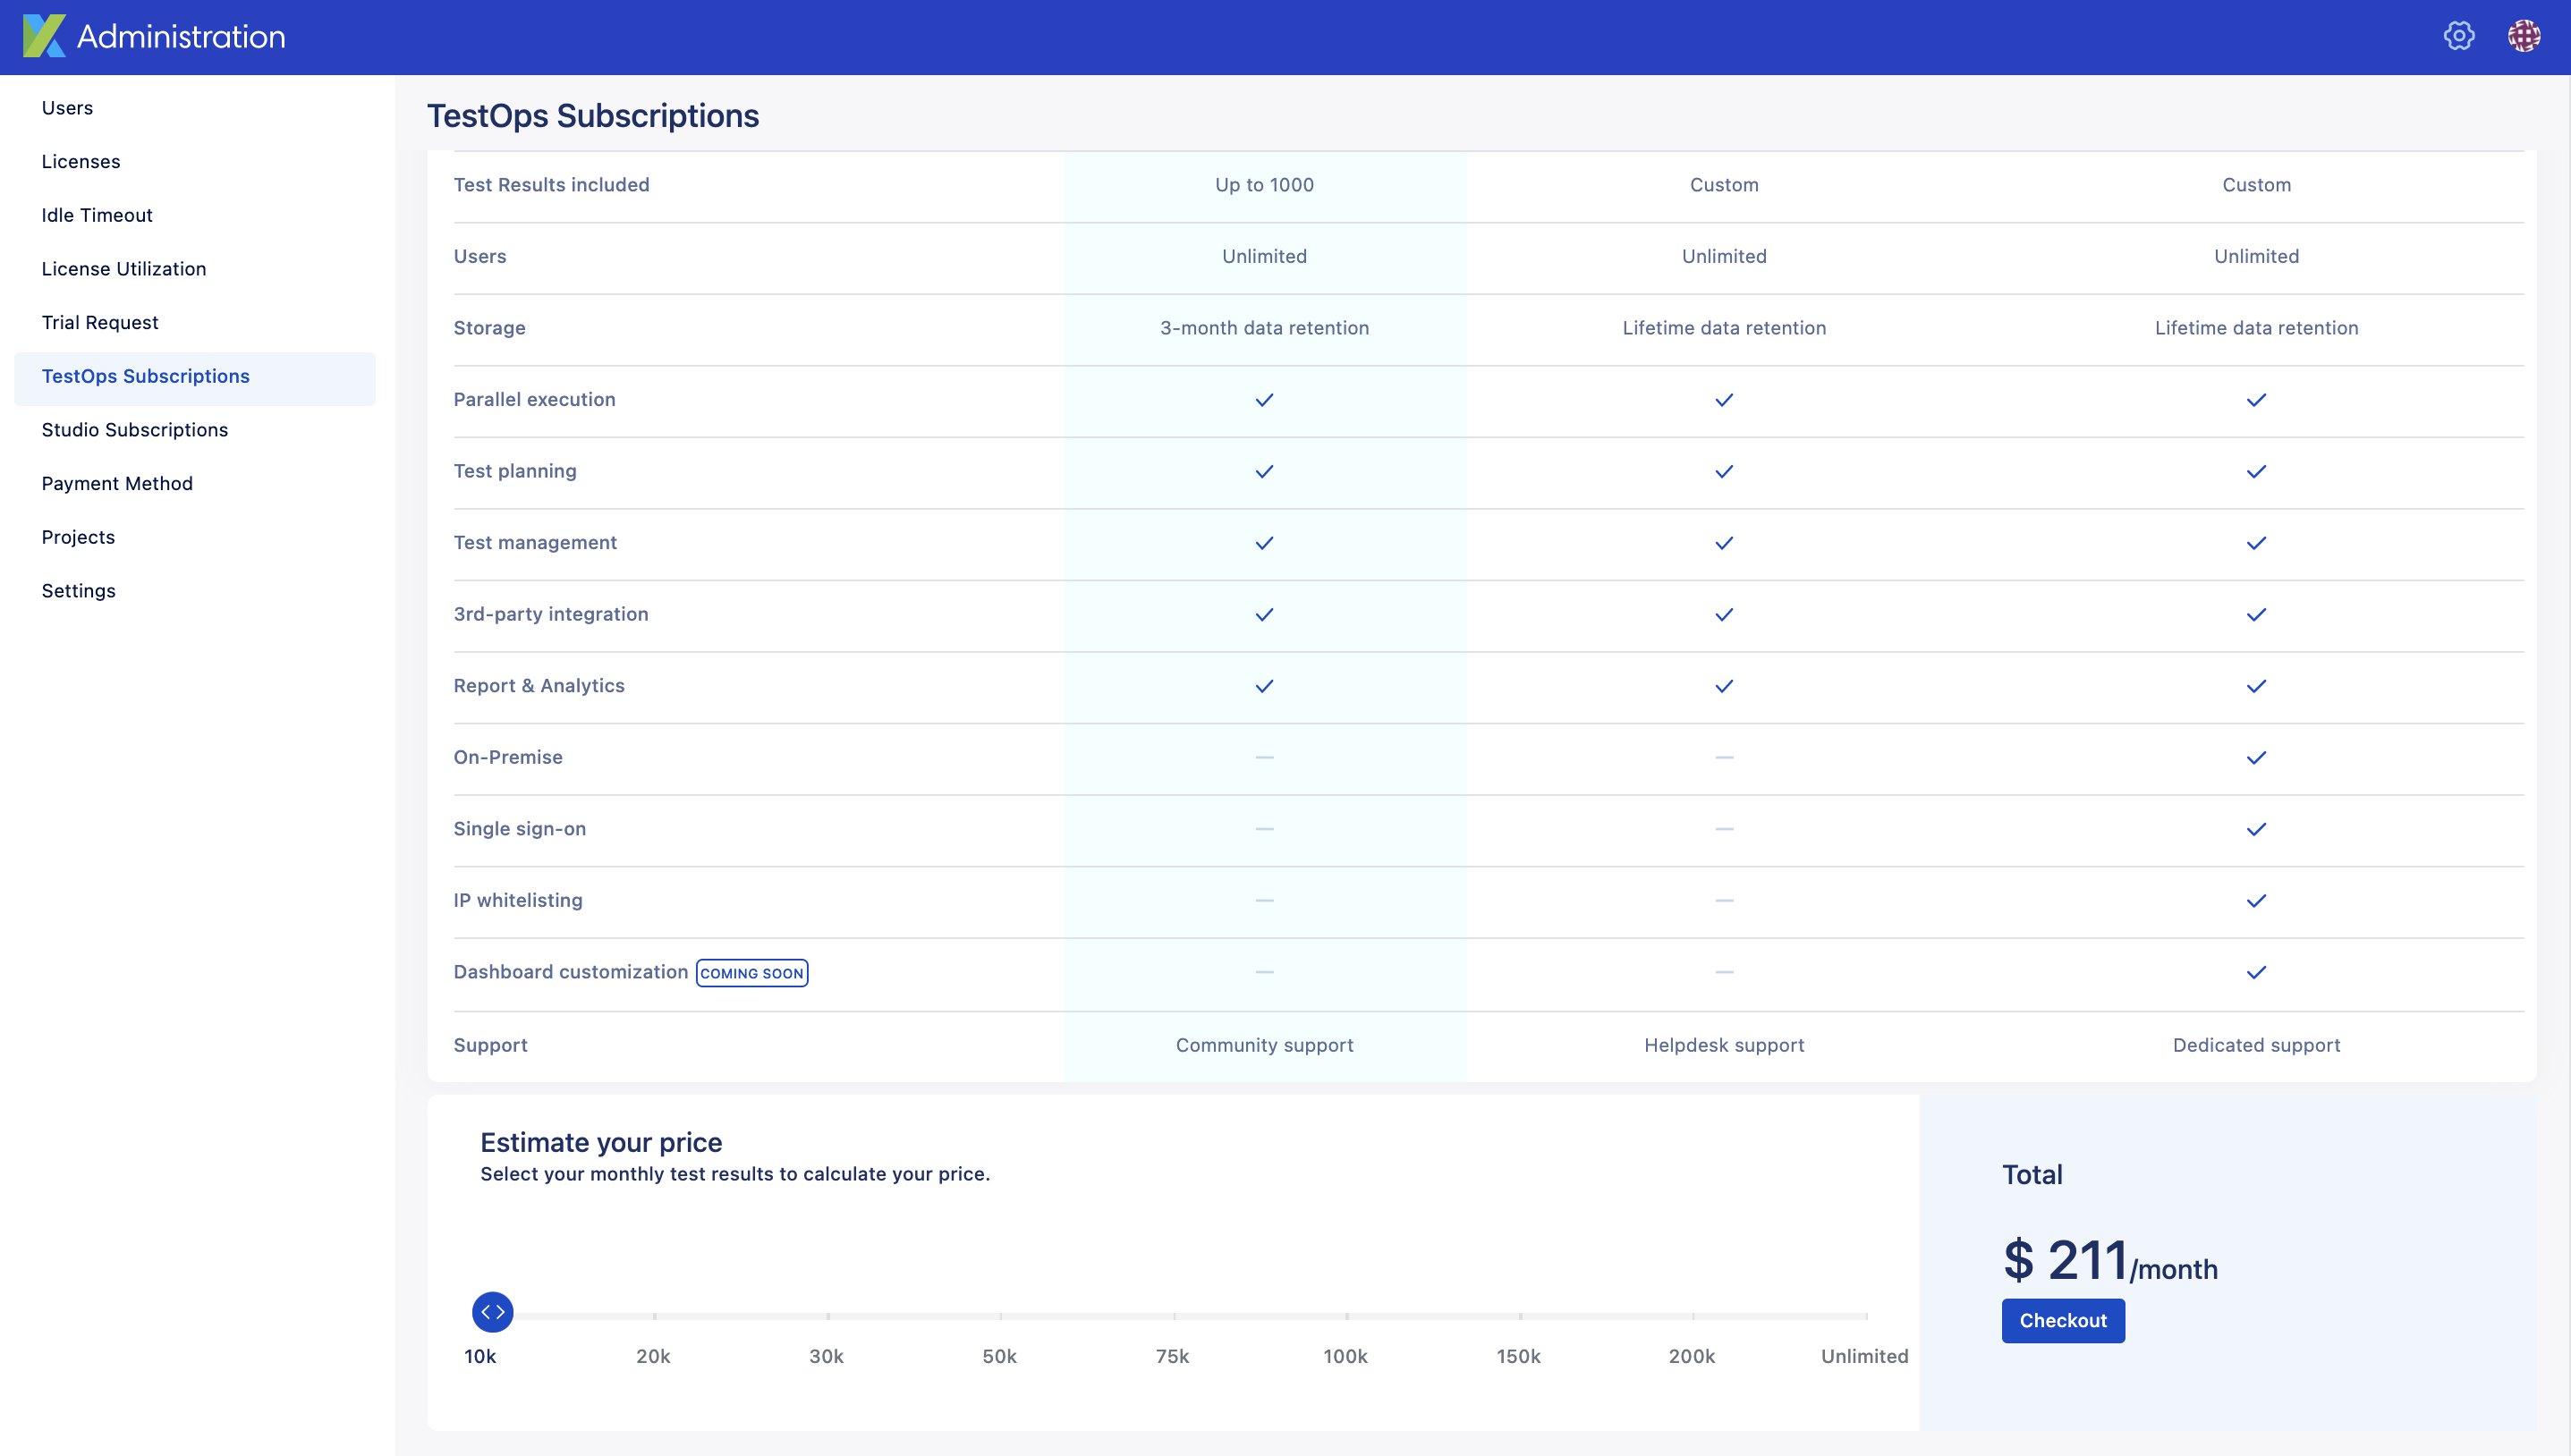 Administration
Users
Licenses
Idle Timeout
License Utilization
Trial Request
TestOps Subscriptions
Studio Subscriptions
Payment Method
Projects
Settings
TestOps Subscriptions
Test Results included Up to 1000 Custom Custom
Users Unlimited Unlimited Unlimited
Storage 3-month data retention Lifetime data retention Lifetime data retention
Parallel execution
Test planning
Test management
3rd-party integration
Report & Analytics
On-Premise
Single sign-on
IP whitelisting
Dashboard customization COMING SOON
Support Community support Helpdesk support Dedicated support
Estimate your price
Select your monthly test results to calculate your price.
10k 20k 30k 50k 75k 100k 150k 200k Unlimited
Total
$ 211/month
Checkout